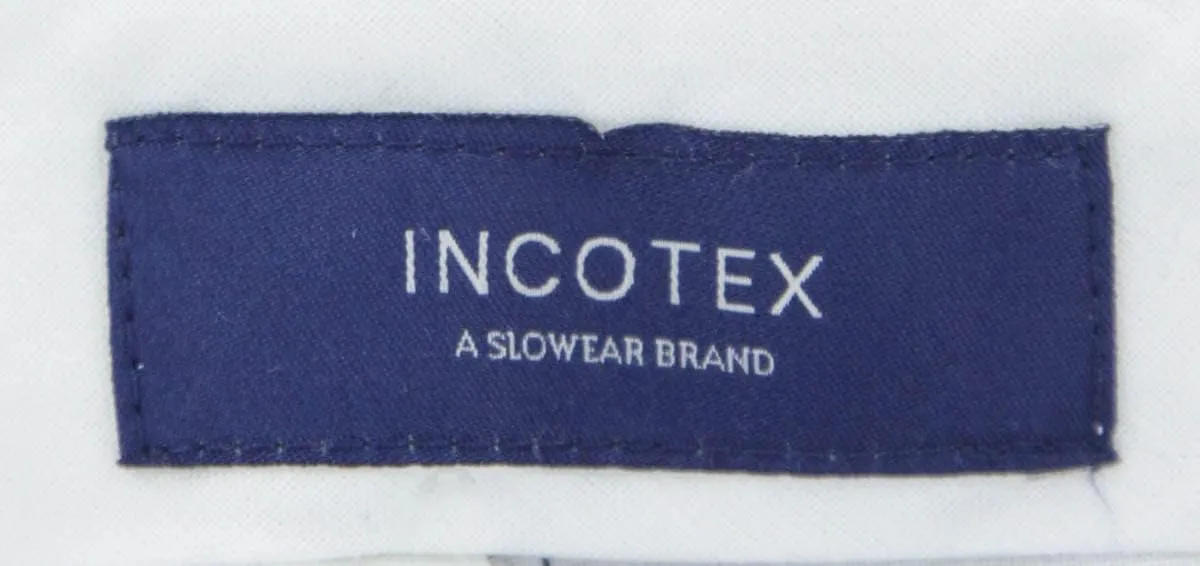 INCOTEX
A SLOWEAR BRAND